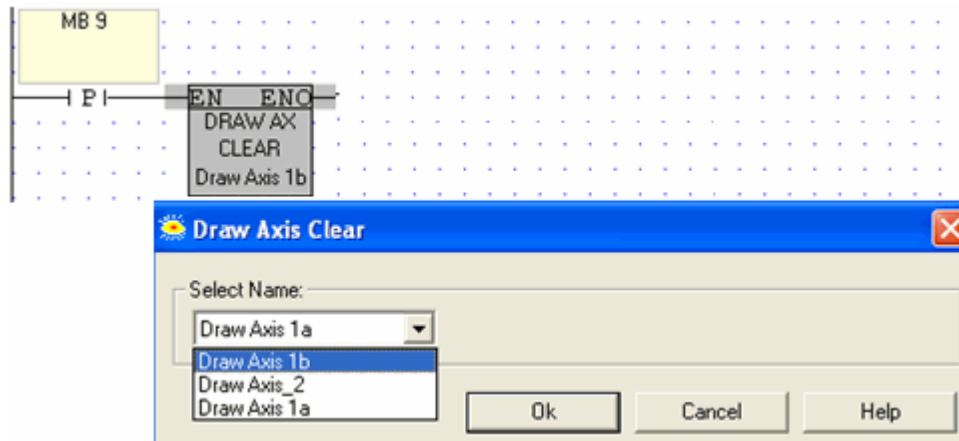 MB 9
P
EN ENO
DRAW AX
CLEAR
Draw Axis 1b
Draw Axis Clear
Select Name:
Draw Axis 1a
Draw Axis 1b
Draw Axis_2
Draw Axis 1a
Ok Cancel Help